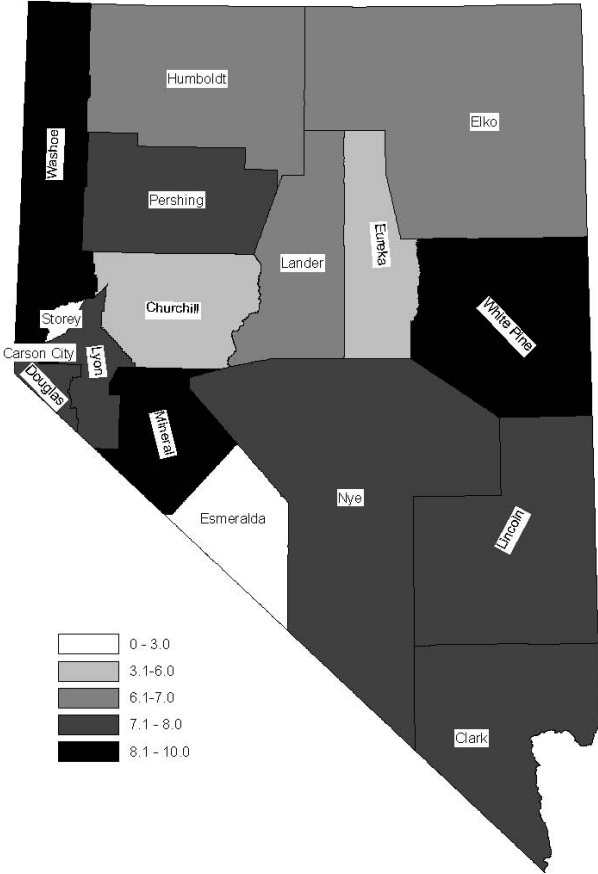 Humboldt
Elko
Washoe
Pershing
Eureka
Lander
Churchill
Storey
White Pine
Carson City
Lyon
Douglas
Mineral
Nye
Esmeralda
Lincoln
0 - 3.0
3.1-6.0
6.1-7.0
7.1 - 8.0
8.1 - 10.0
Clark